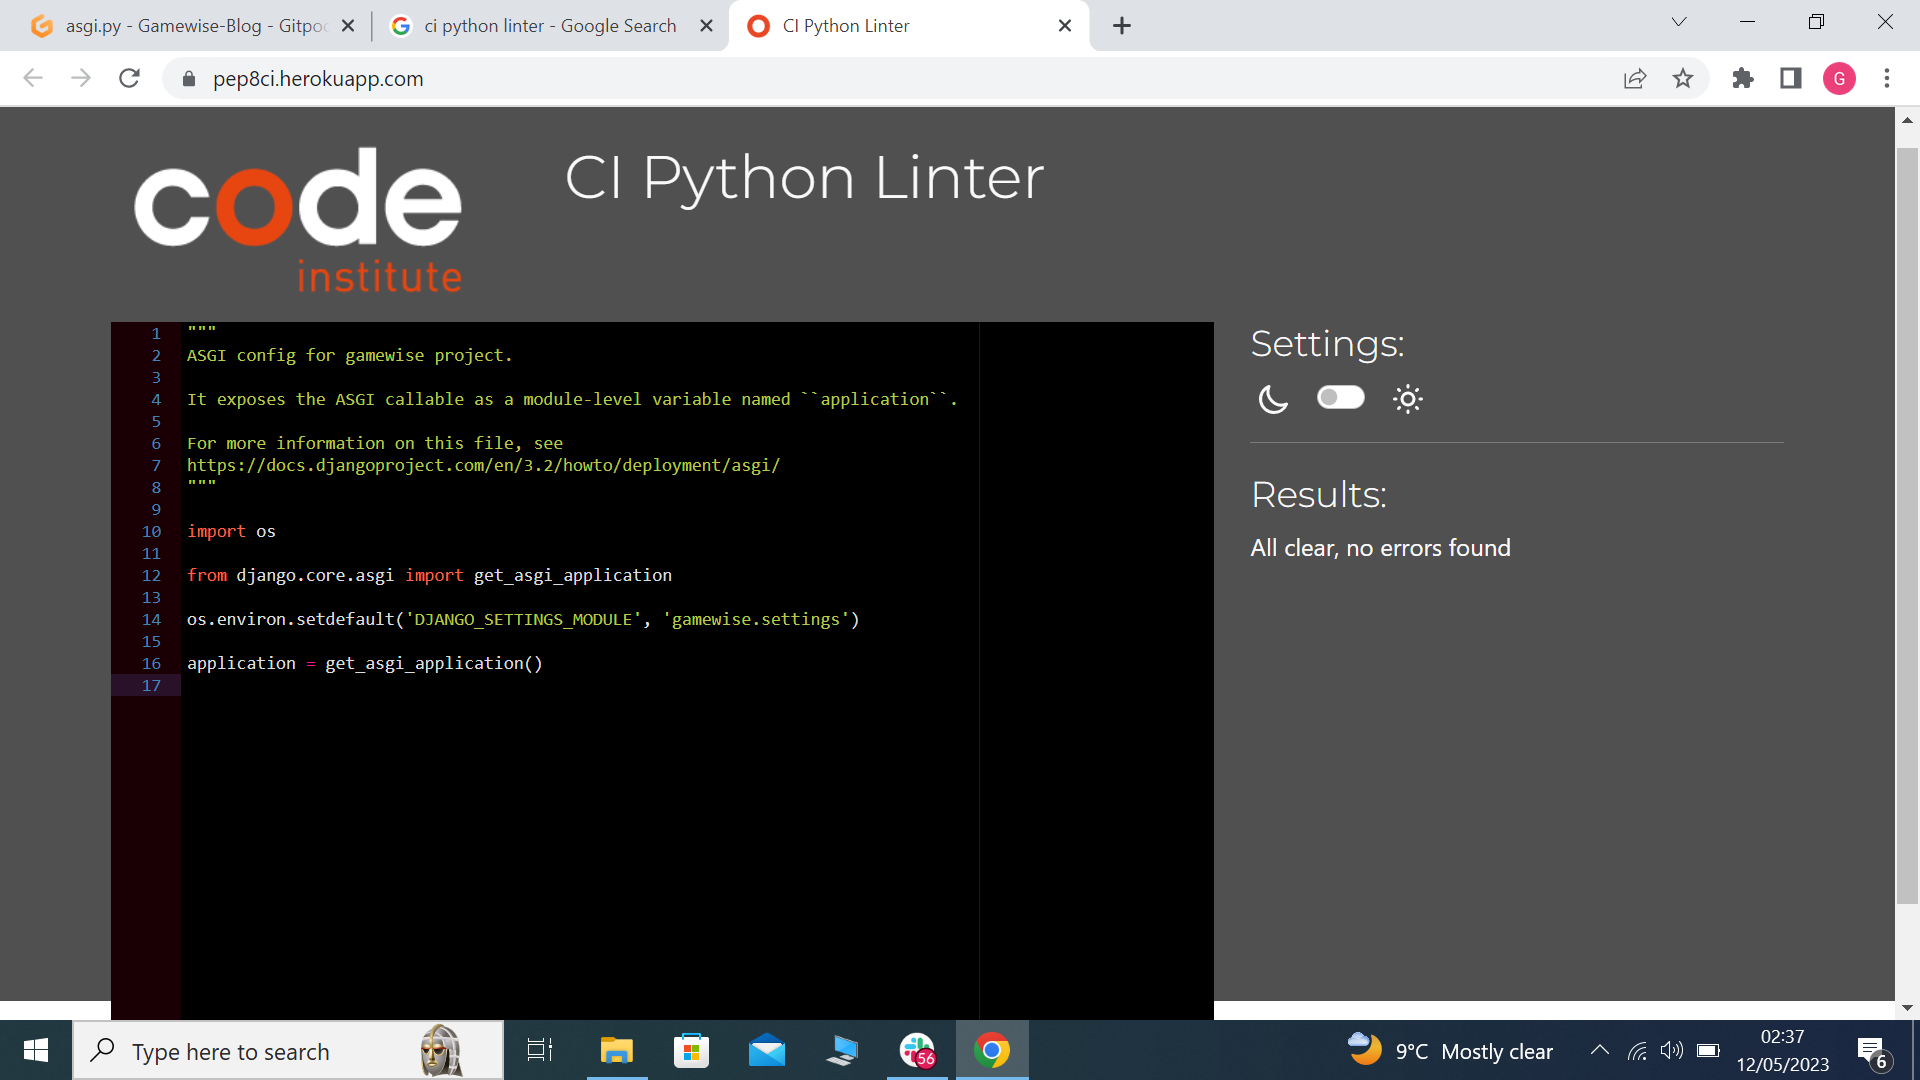 asgi.py - Gamewise-Blog - Gitpod
ci python linter - Google Search
CI Python Linter
pep8ci.herokuapp.com
G
code
institute
CI Python Linter
1 """
2 ASGI config for gamewise project.
3
4 It exposes the ASGI callable as a module-level variable named ``application``.
5
6 For more information on this file, see
7 https://docs.djangoproject.com/en/3.2/howto/deployment/asgi/
8 """
9
10 import os
11
12 from django.core.asgi import get_asgi_application
13
14 os.environ.setdefault('DJANGO_SETTINGS_MODULE', 'gamewise.settings')
15
16 application = get_asgi_application()
17
Settings:
Results:
All clear, no errors found
Type here to search
56
9°C Mostly clear
02:37
12/05/2023
6